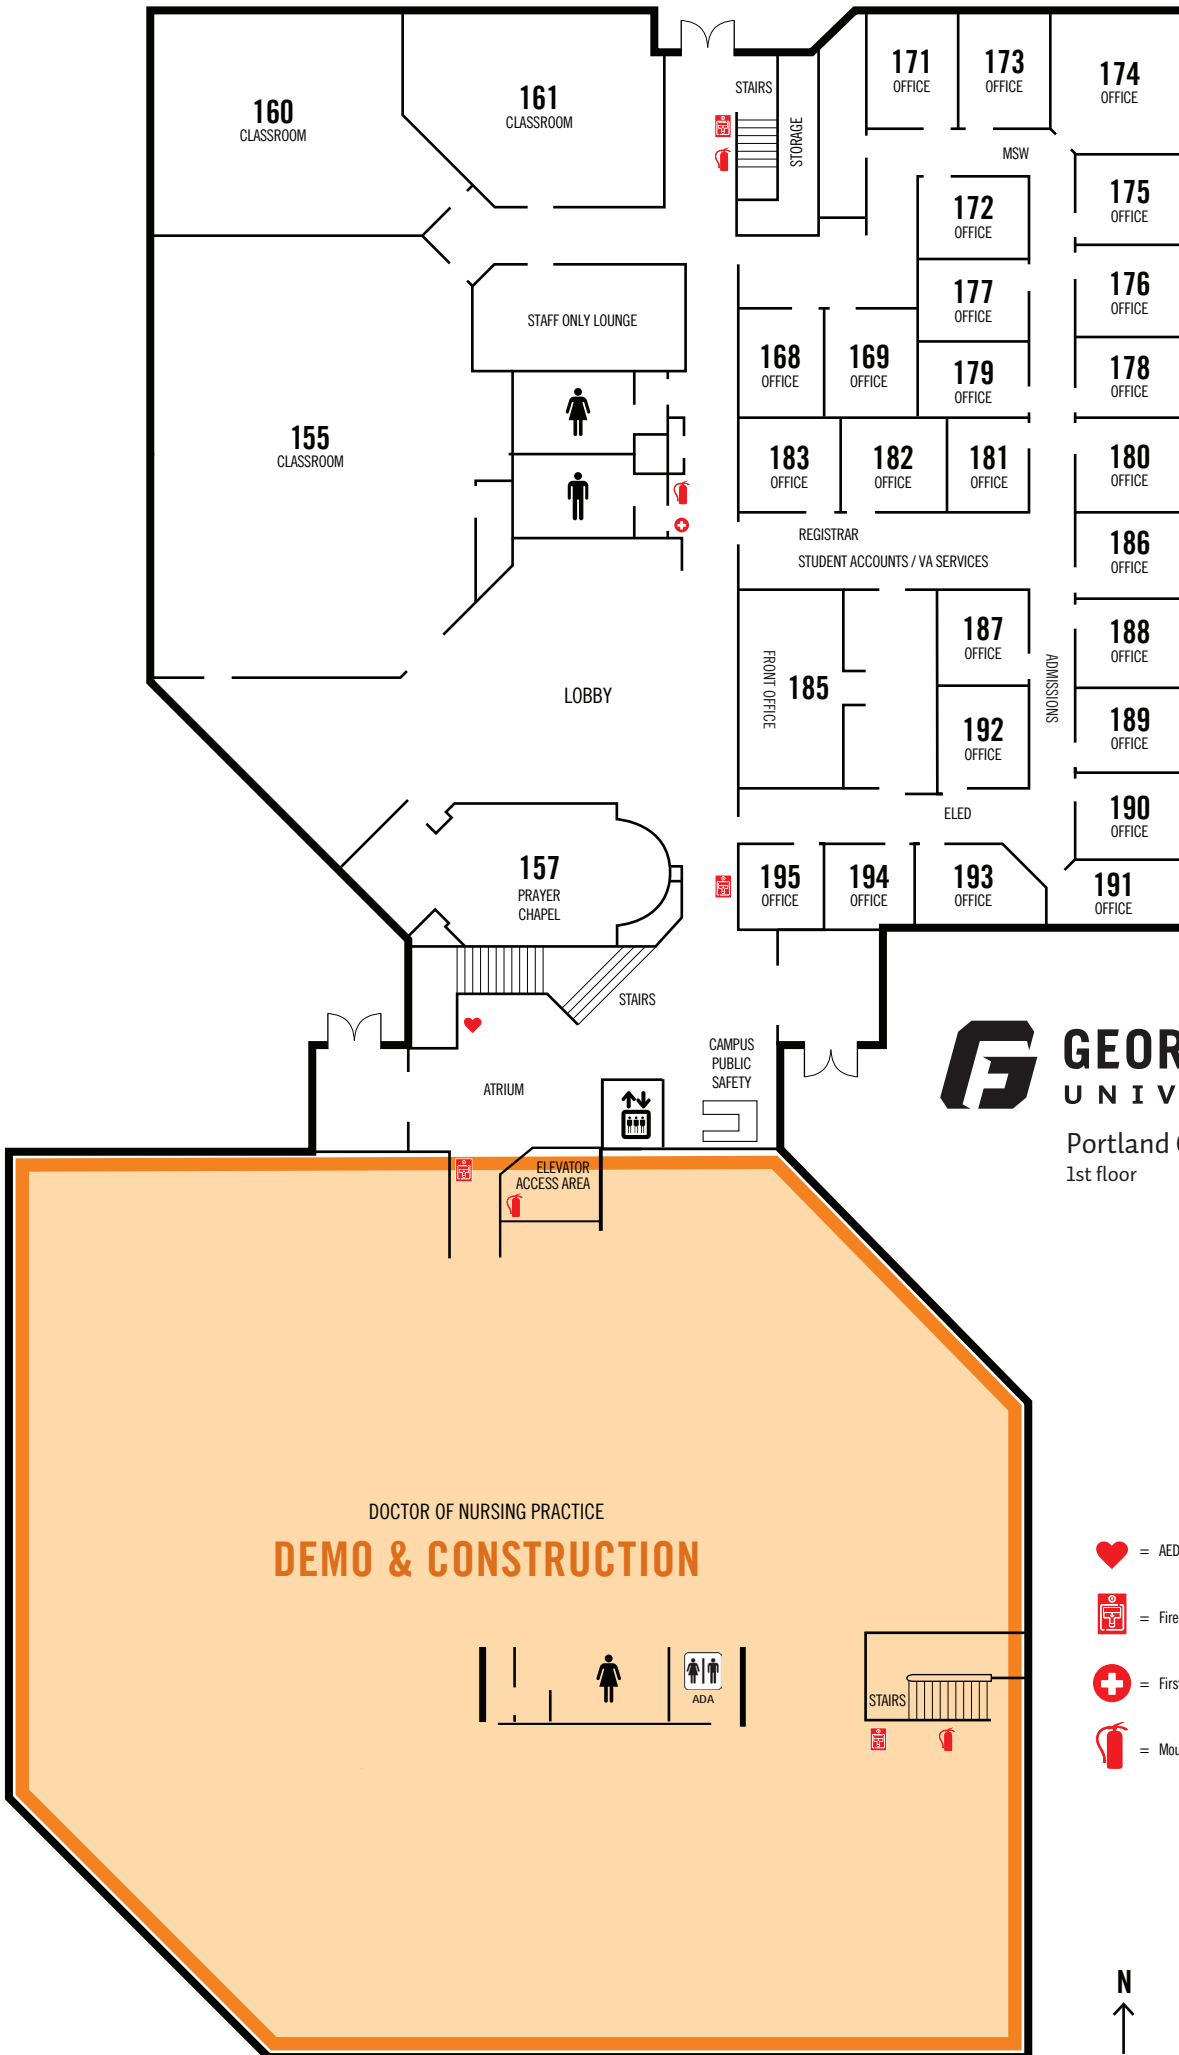 160
CLASSROOM
161
CLASSROOM
STAIRS
STORAGE
171
OFFICE
173
OFFICE
174
OFFICE
MSW
172
OFFICE
175
OFFICE
177
OFFICE
176
OFFICE
STAFF ONLY LOUNGE
168
OFFICE
169
OFFICE
179
OFFICE
178
OFFICE
155
CLASSROOM
183
OFFICE
182
OFFICE
181
OFFICE
180
OFFICE
REGISTRAR
STUDENT ACCOUNTS / VA SERVICES
186
OFFICE
187
OFFICE
188
OFFICE
FRONT OFFICE
185
ADMISSIONS
LOBBY
192
OFFICE
189
OFFICE
ELED
190
OFFICE
157
PRAYER
CHAPEL
195
OFFICE
194
OFFICE
193
OFFICE
191
OFFICE
STAIRS
CAMPUS
PUBLIC
SAFETY
ATRIUM
GEOR
UNIV
Portland
1st floor
ELEVATOR
ACCESS AREA
DOCTOR OF NURSING PRACTICE
DEMO & CONSTRUCTION
= AED
= Fire
= Firs
= Mou
ADA
STAIRS
N